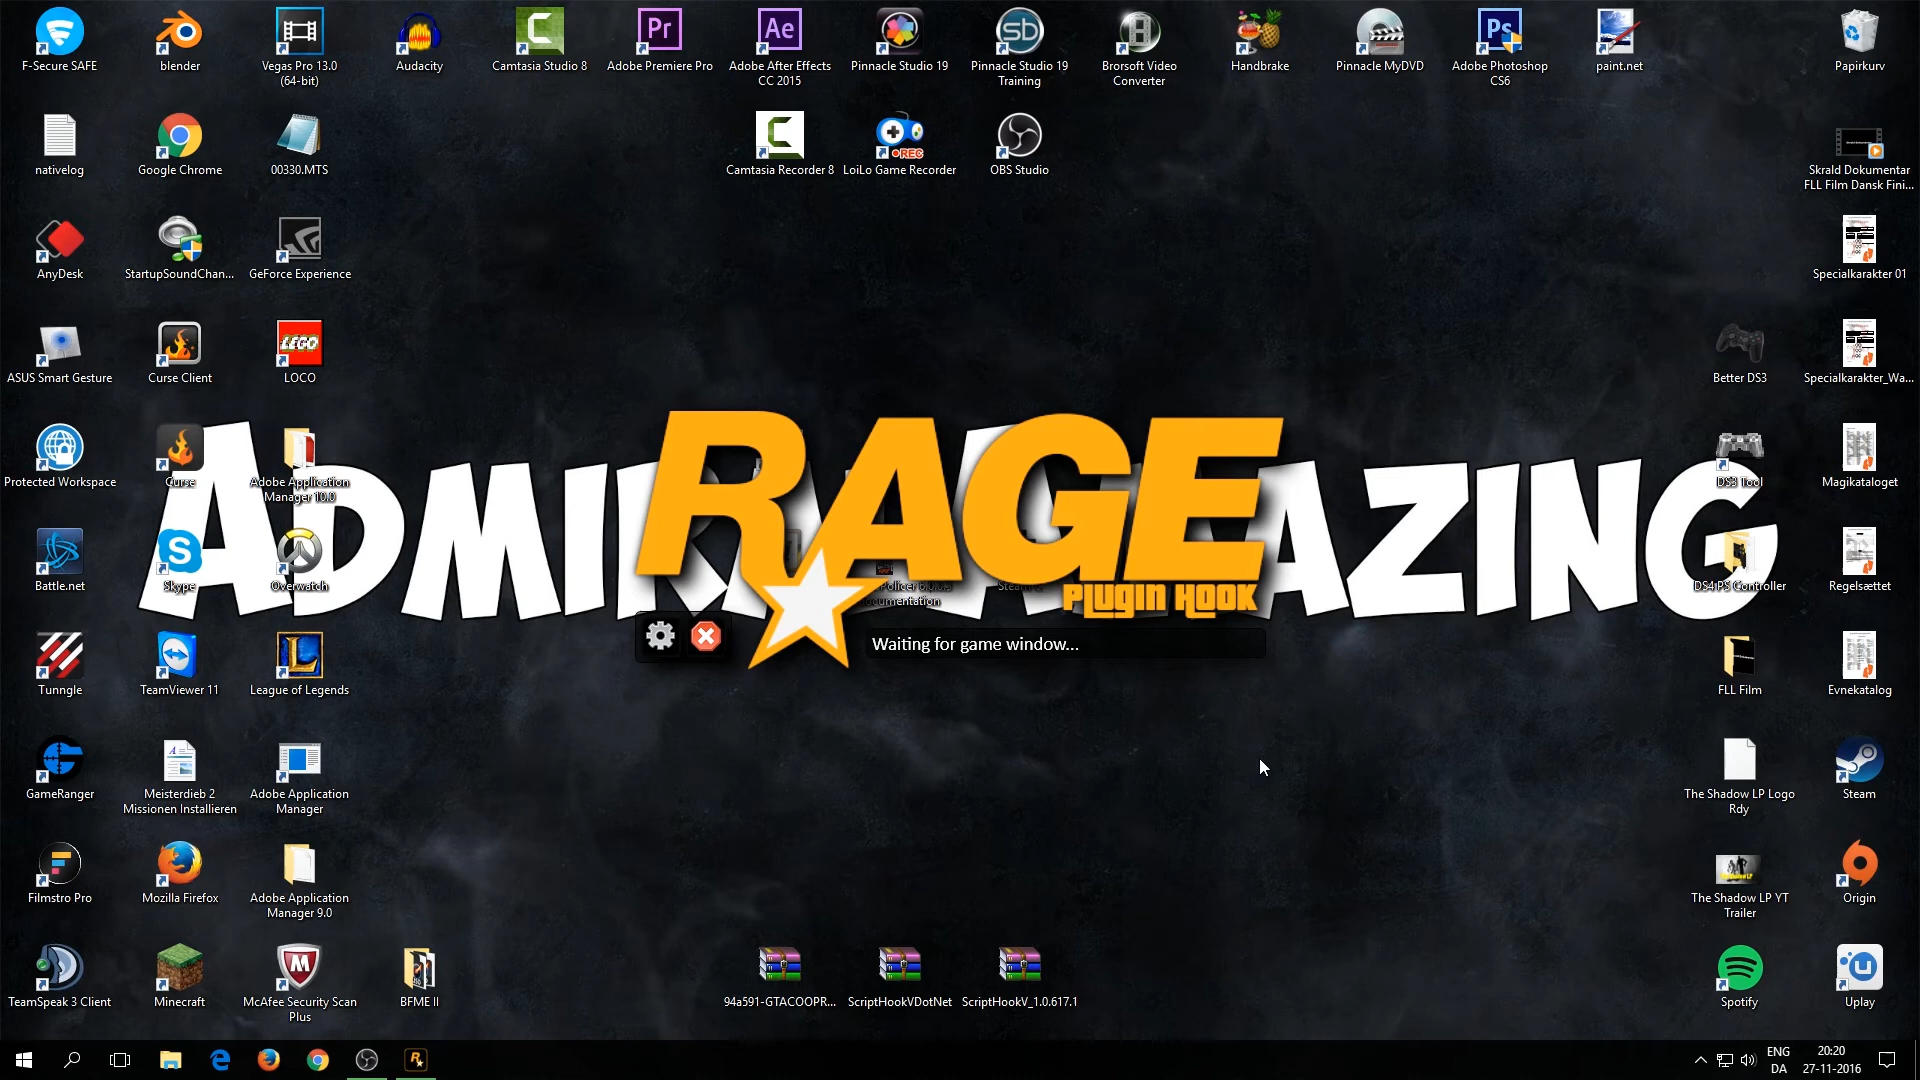 F-Secure SAFE
blender
Vegas Pro 13.0
(64-bit)
Audacity
Camtasia Studio 8
Pr
Adobe Premiere Pro
Ae
Adobe After Effects
CC 2015
Pinnacle Studio 19
sb
Pinnacle Studio 19
Training
Brorsoft Video
Converter
Handbrake
Pinnacle MyDVD
Ps
Adobe Photoshop
CS6
paint.net
Papirkurv
nativelog
Google Chrome
00330.MTS
Camtasia Recorder 8
REC
LoiLo Game Recorder
OBS Studio
Skrald Dokumentar
FLL Film Dansk Fini...
AnyDesk
StartupSoundChan...
GeForce Experience
Specialkarakter 01
ASUS Smart Gesture
Curse Client
LEGO
LOCO
Better DS3
Specialkarakter_Wa...
Protected Workspace
Curse
Adobe Application
Manager 10.0
RAGE
PLUGIN HOOK
AZING
DS3 Tool
Magikataloget
Battle.net
Skype
Overwatch
DS4 PS Controller
Regelsættet
Waiting for game window...
Tunngle
TeamViewer 11
League of Legends
FLL Film
Evnekatalog
GameRanger
Meisterdieb 2
Missionen Installieren
Adobe Application
Manager
The Shadow LP Logo
Rdy
Steam
Filmstro Pro
Mozilla Firefox
Adobe Application
Manager 9.0
The Shadow LP YT
Trailer
Origin
TeamSpeak 3 Client
Minecraft
McAfee Security Scan
Plus
BFME II
94a591-GTACOOPR...
ScriptHookVDotNet
ScriptHookV_1.0.617.1
Spotify
Uplay
ENG
DA
20:20
27-11-2016